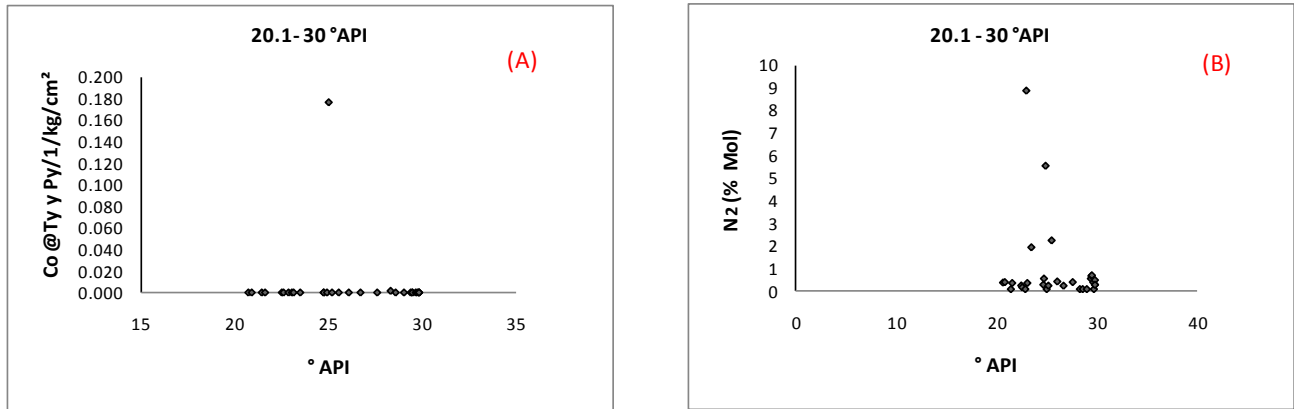 20.1- 30 °API
(A)
Co @Ty y Py/1/kg/cm²
0.200
0.180
0.160
0.140
0.120
0.100
0.080
0.060
0.040
0.020
0.000
15 20 25 30 35
° API
20.1- 30 °API
(B)
N2 (% Mol)
10
9
8
7
6
5
4
3
2
1
0
0 10 20 30 40
° API